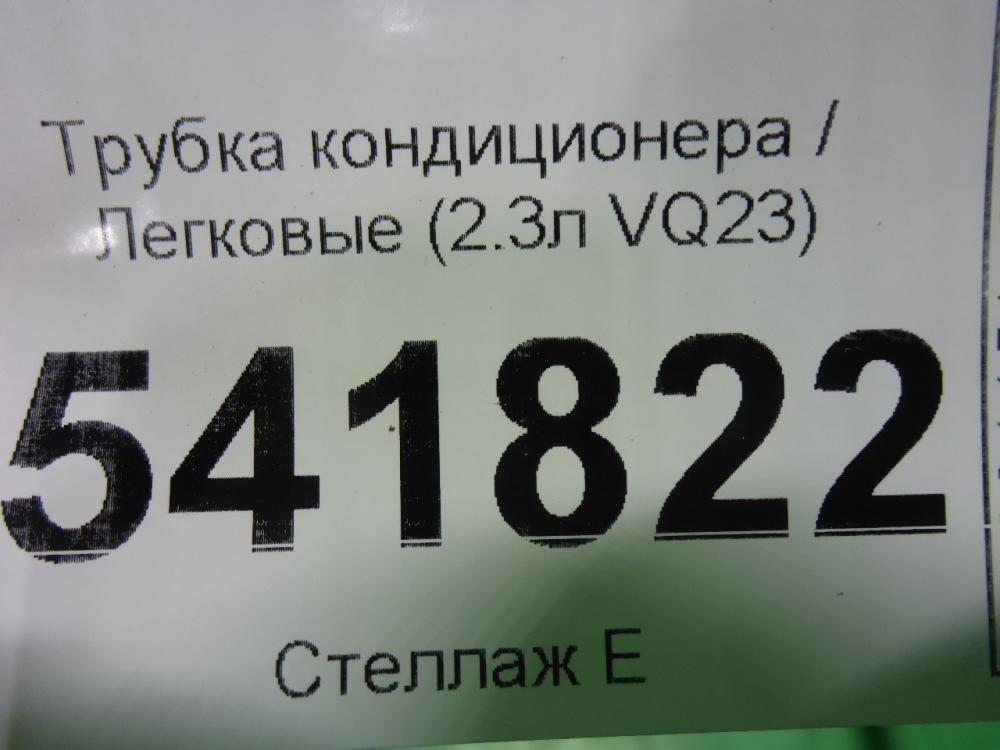 Трубка кондиционера /
Легковые (2.3л VQ23)
541822
Стеллаж Е